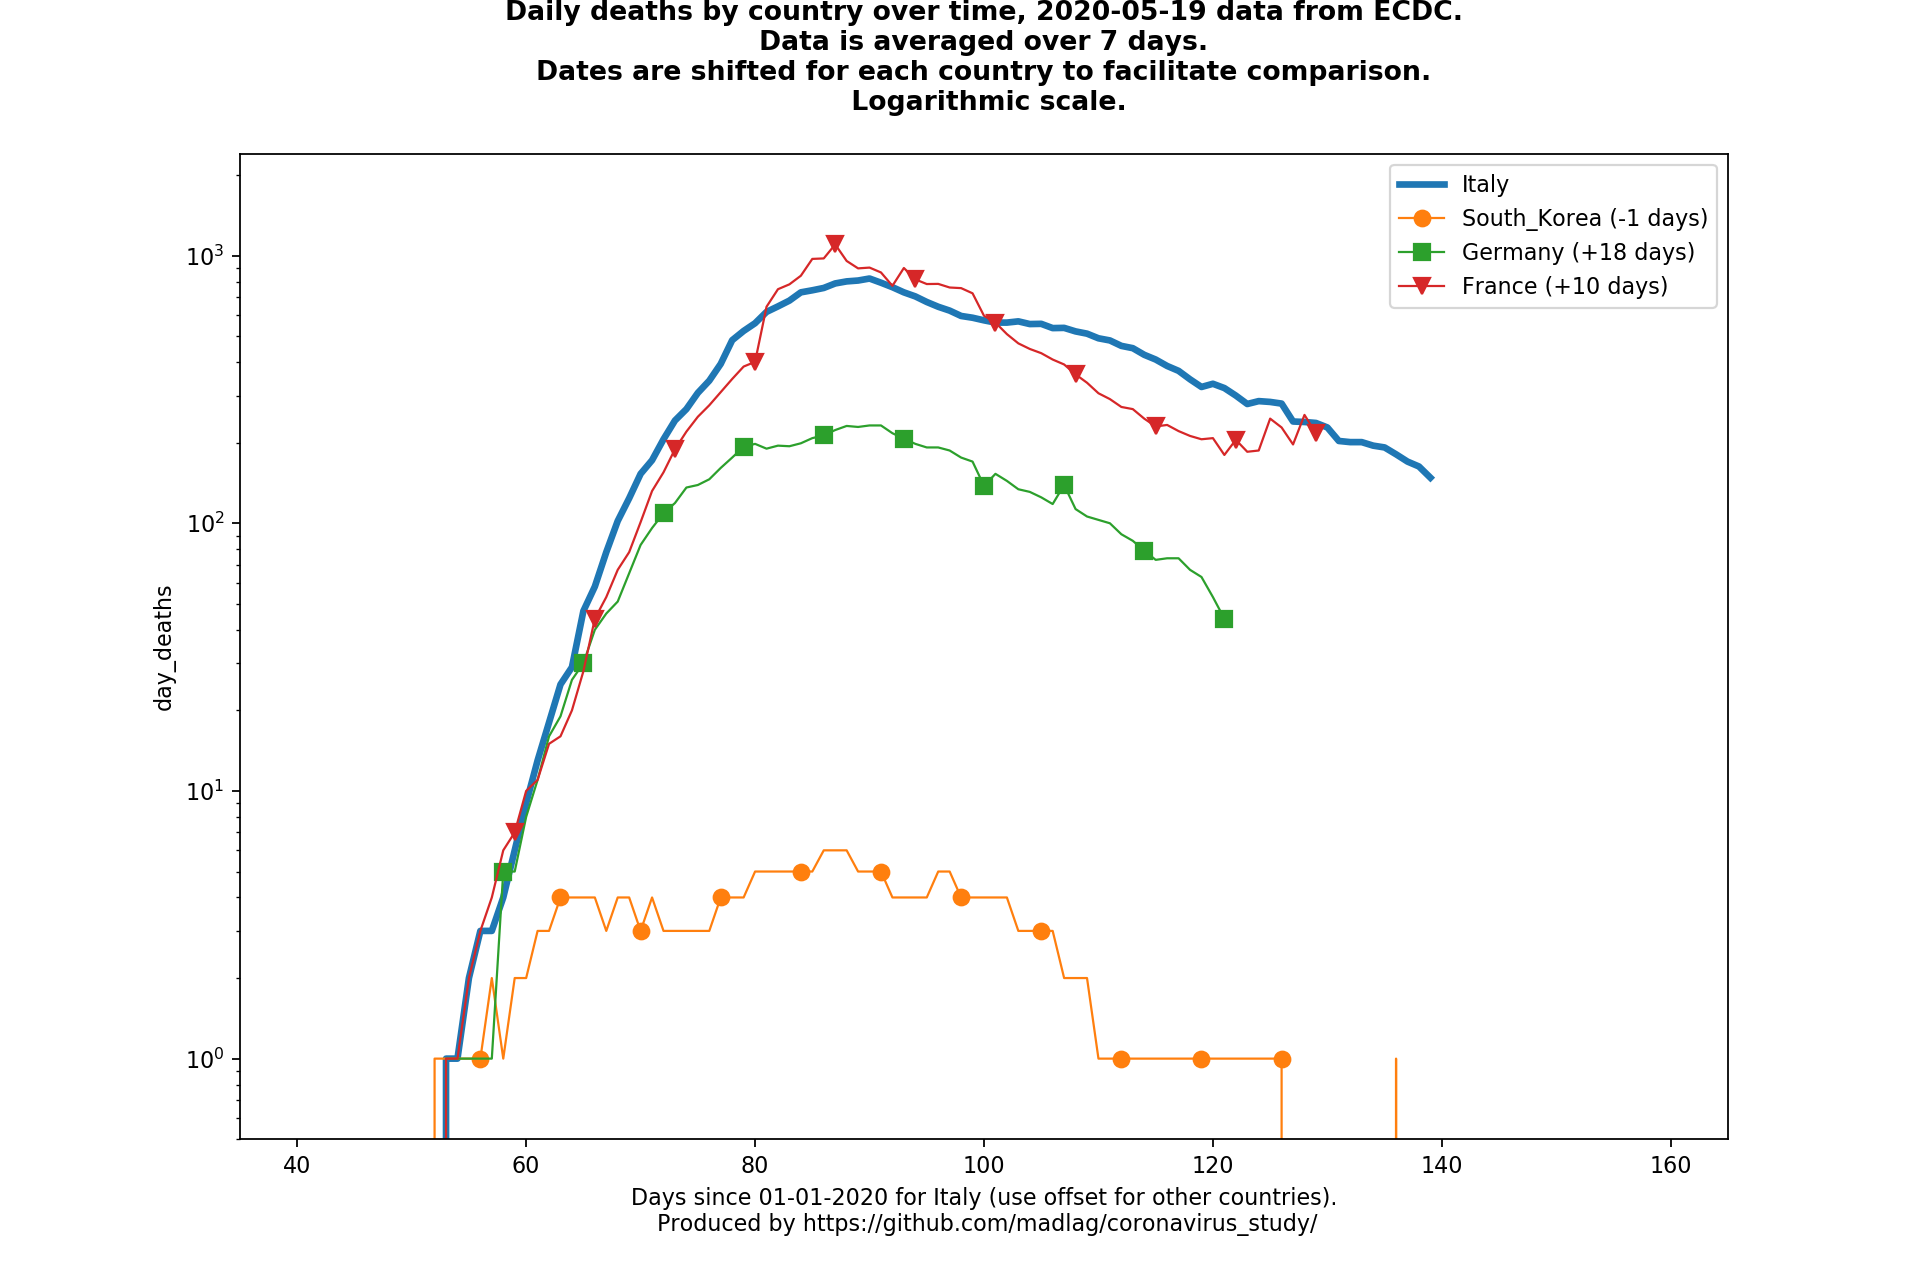 Daily deaths by country over time, 2020-05-19 data from ECDC.
Data is averaged over 7 days.
Dates are shifted for each country to facilitate comparison.
Logarithmic scale.
Italy
South_Korea (-1 days)
Germany (+18 days)
France (+10 days)
10³
10²
10¹
10⁰
day_deaths
40 60 80 100 120 140 160
Days since 01-01-2020 for Italy (use offset for other countries).
Produced by https://github.com/madlag/coronavirus_study/